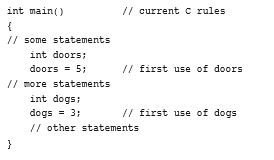 int main()          // current C rules
{
// some statements
    int doors;
    doors = 5;      // first use of doors
// more statements
    int dogs;
    dogs = 3;       // first use of dogs
    // other statements
}